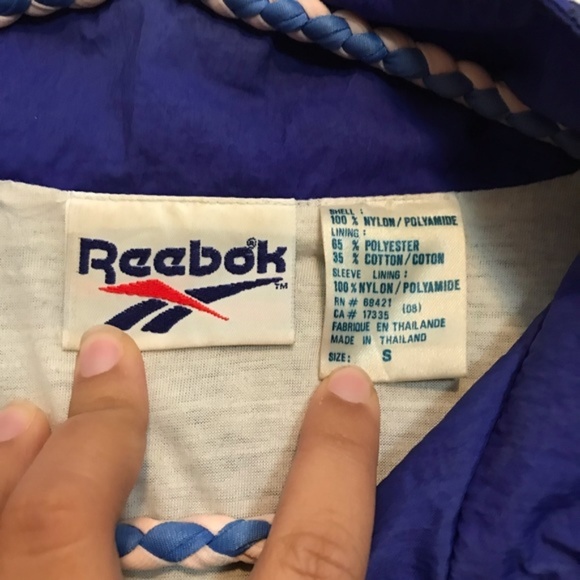 Reebok®
TM
SHELL:
100 % NYLON/POLYAMIDE
LINING:
65 % POLYESTER
35 % COTTON/COTON
SLEEVE LINING:
100 % NYLON/POLYAMIDE
RN # 68421
CA # 17335 (08)
FABRIQUE EN THAILANDE
MADE IN THAILAND
SIZE: S